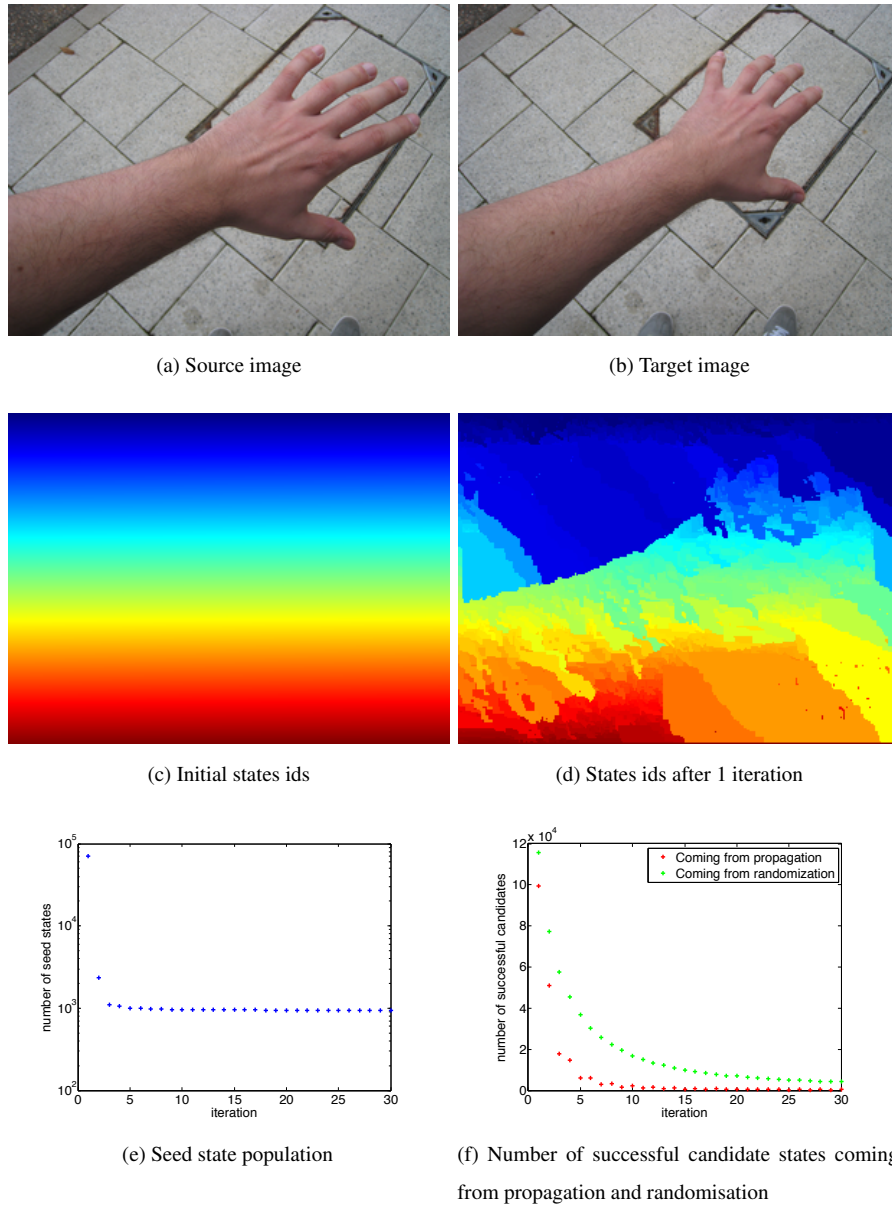 (a) Source image
(b) Target image
(c) Initial states ids
(d) States ids after 1 iteration
10^5
10^4
10^3
10^2
number of seed states
0 5 10 15 20 25 30
iteration
12 x 10^4
10
8
6
4
2
0
number of successful candidates
Coming from propagation
Coming from randomization
0 5 10 15 20 25 30
iteration
(e) Seed state population
(f) Number of successful candidate states coming
from propagation and randomisation